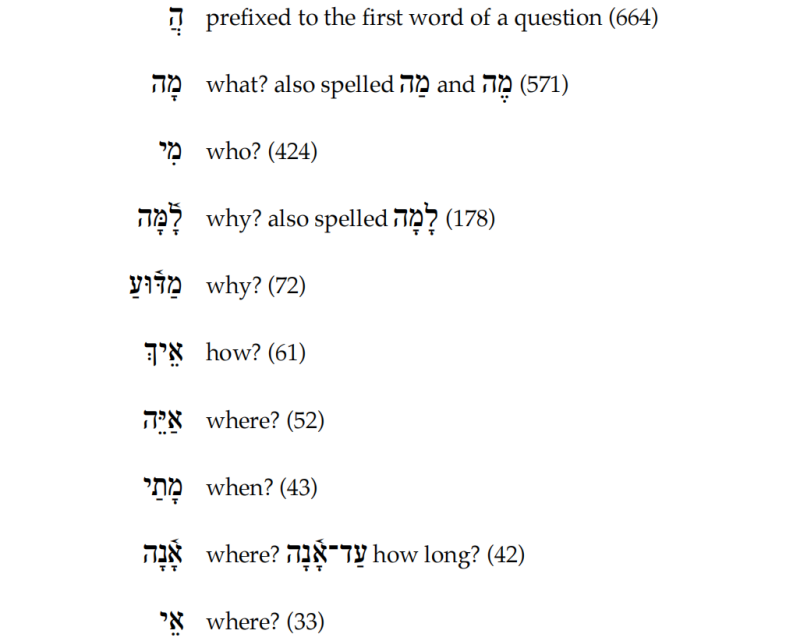 הֲ prefixed to the first word of a question (664)
מָה what? also spelled מַה and מֶה (571)
מִי who? (424)
לָ֫מָּה why? also spelled לָמָה (178)
מַדּ֫וּעַ why? (72)
אֵיךְ how? (61)
אַיֵּה where? (52)
מָתַי when? (43)
אָ֫נָה where? עַד־אָ֫נָה how long? (42)
אֵי where? (33)